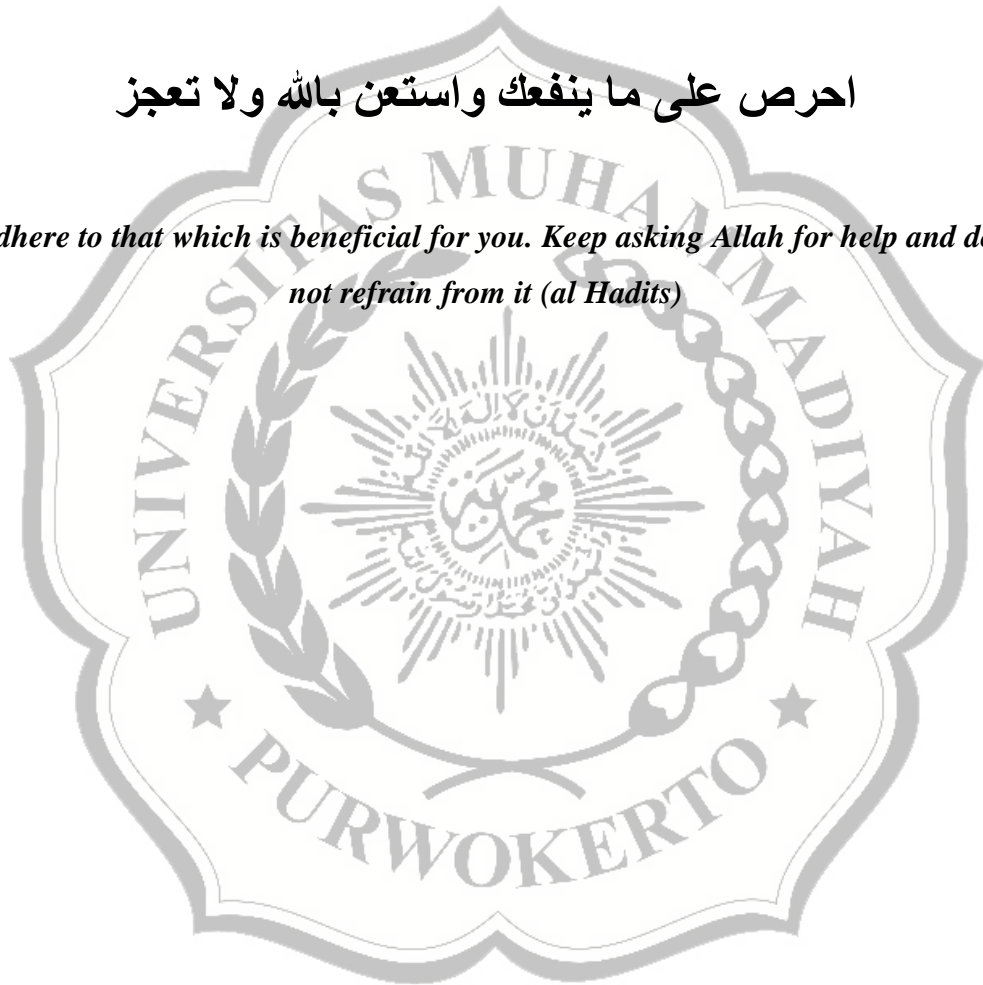 احرص على ما ينفعك واستعن بالله ولا تعجز
dhere to that which is beneficial for you. Keep asking Allah for help and d
not refrain from it (al Hadits)
UNIVERSITAS MUHAMMADIYAH
محمد
PURWOKERTO